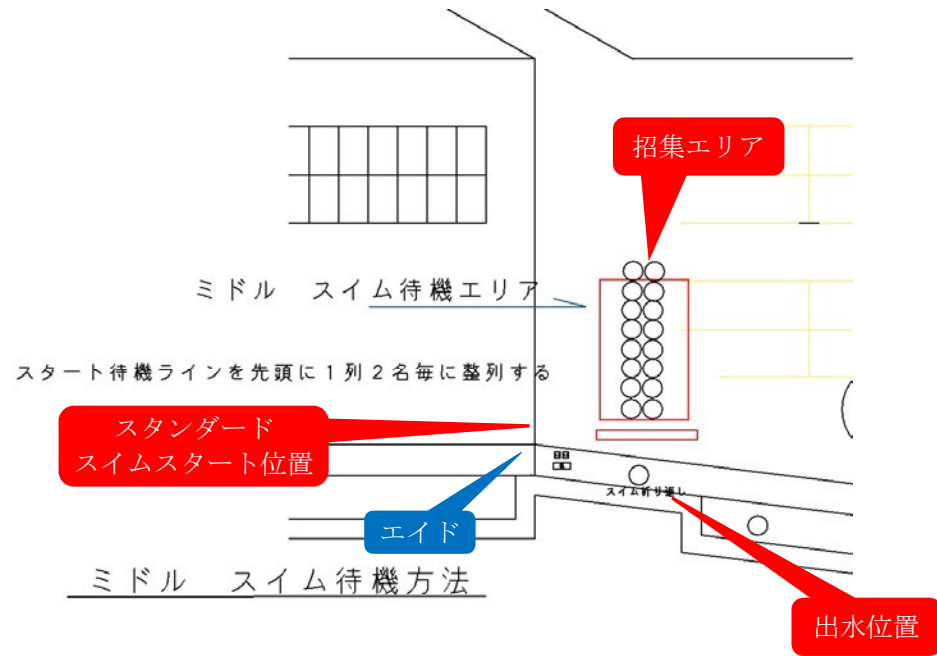 招集エリア
ミドル スイム待機エリア
スタート待機ラインを先頭に1列2名毎に整列する
スタンダード
スイムスタート位置
スイム折り返し
エイド
ミドル スイム待機方法
出水位置